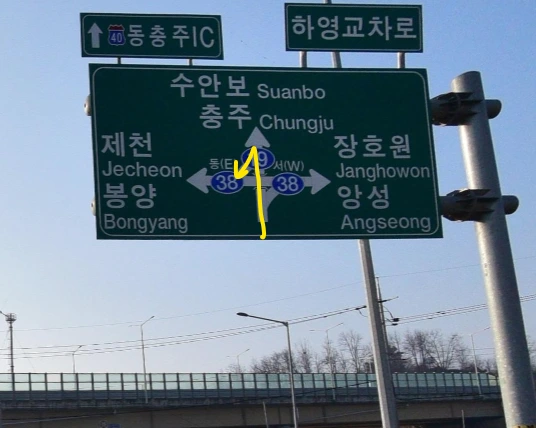 40 동충주IC
하영교차로
수안보 Suanbo
충주 Chungju
제천
Jecheon
봉양
Bongyang
동(E)
서(W)
38
38
장호원
Janghowon
앙성
Angseong